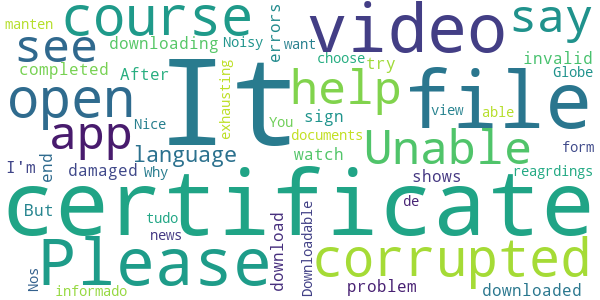 manten
course
errors
video
say
see
downloading
Noisy
want
completed
After
exhausting
It
choose
try
invalid
Globe
open
help
file
app
Nice
You
sign
view
able
language
documents
Unable
watch
form
I'm
end
damaged
Why
shows
reagrdings
certificate
But
tudo
de
news
download
Downloadable
Please
corrupted
Nos
informado
problem
downloaded